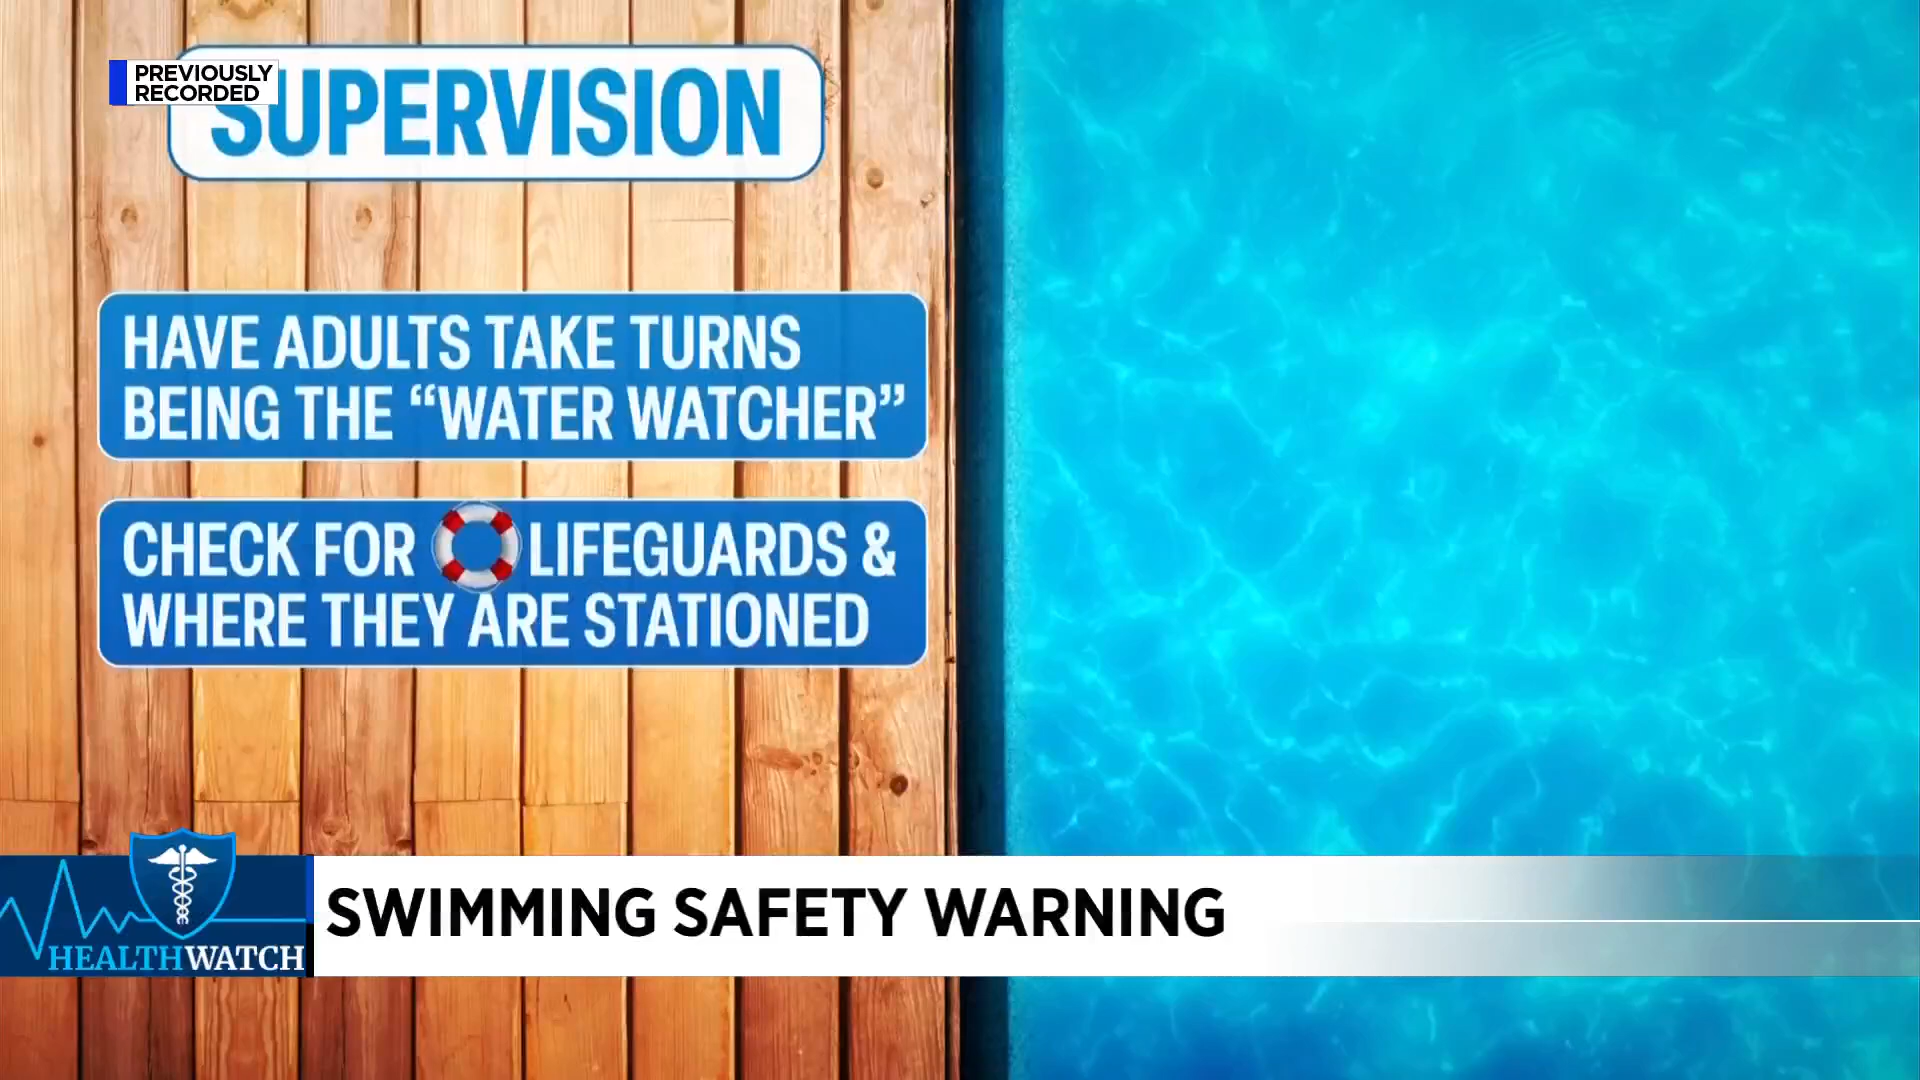 PREVIOUSLY
RECORDED
SUPERVISION
HAVE ADULTS TAKE TURNS
BEING THE “WATER WATCHER”
CHECK FOR LIFEGUARDS &
WHERE THEY ARE STATIONED
HEALTHWATCH
SWIMMING SAFETY WARNING